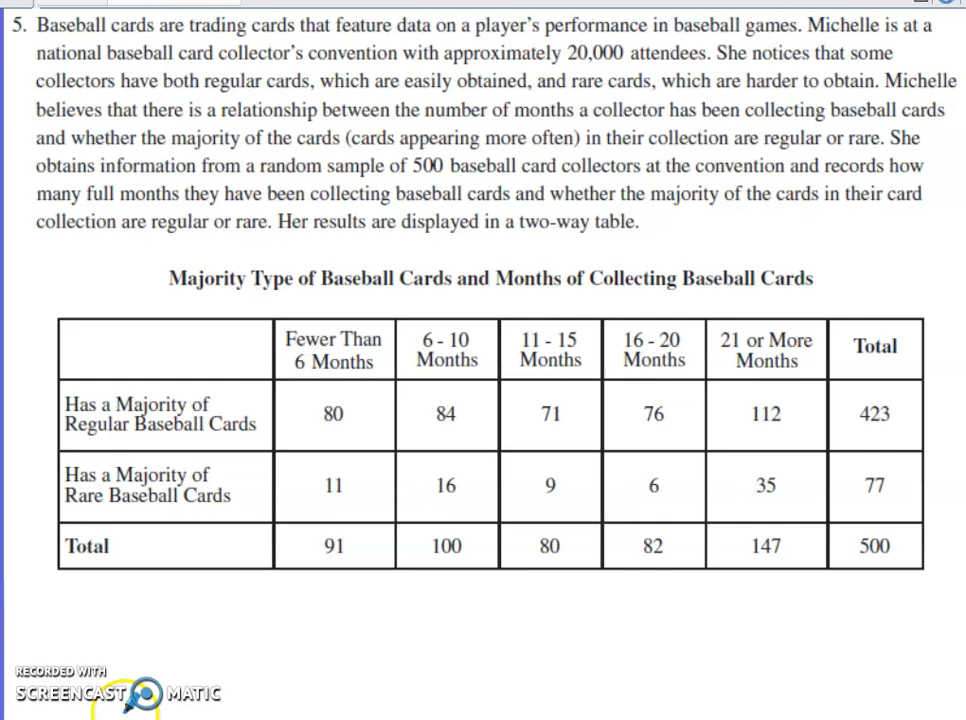 5. Baseball cards are trading cards that feature data on a player's performance in baseball games. Michelle is at a
national baseball card collector's convention with approximately 20,000 attendees. She notices that some
collectors have both regular cards, which are easily obtained, and rare cards, which are harder to obtain. Michelle
believes that there is a relationship between the number of months a collector has been collecting baseball cards
and whether the majority of the cards (cards appearing more often) in their collection are regular or rare. She
obtains information from a random sample of 500 baseball card collectors at the convention and records how
many full months they have been collecting baseball cards and whether the majority of the cards in their card
collection are regular or rare. Her results are displayed in a two-way table.
Majority Type of Baseball Cards and Months of Collecting Baseball Cards
Fewer Than 6 - 10 11 - 15 16 - 20 21 or More Total
6 Months Months Months Months Months
Has a Majority of
Regular Baseball Cards 80 84 71 76 112 423
Has a Majority of
Rare Baseball Cards 11 16 9 6 35 77
Total 91 100 80 82 147 500
RECORDED WITH
SCREENCAST MATIC